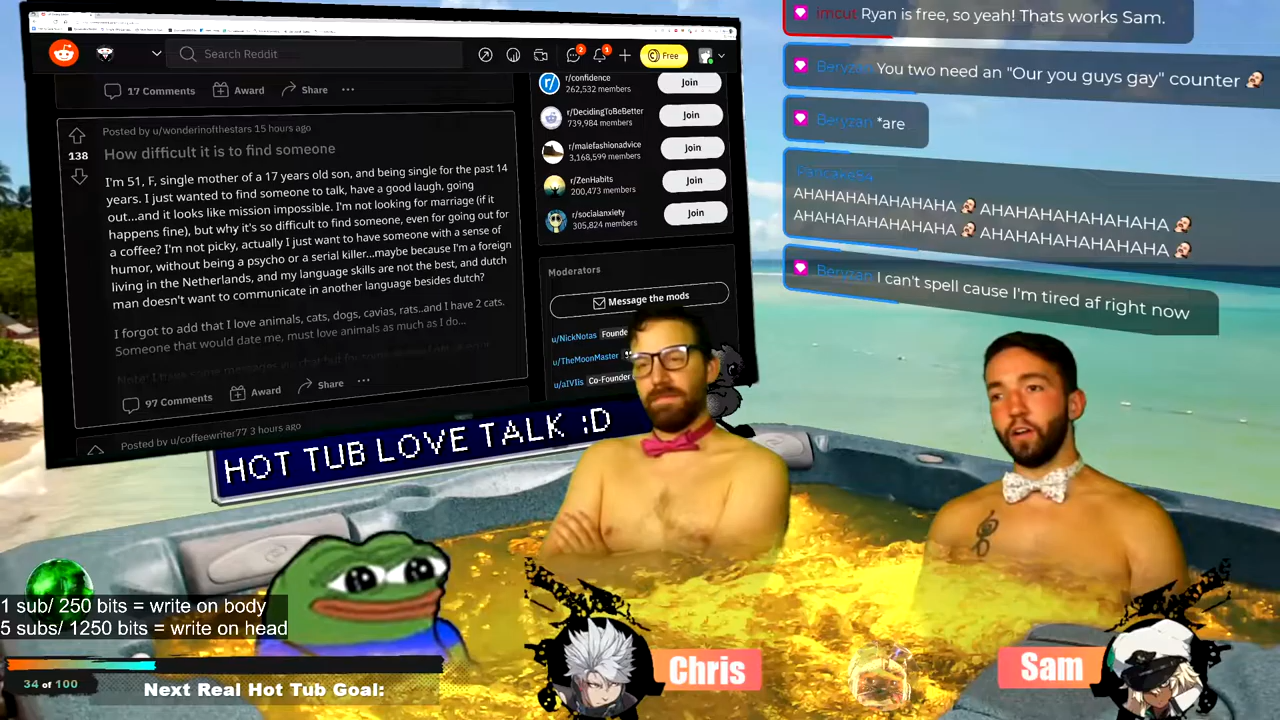 Search Reddit
2
1
Free
17 Comments
Award
Share
Posted by u/wonderinofthestars 15 hours ago
138
How difficult it is to find someone
I'm 51, F, single mother of a 17 years old son, and being single for the past 14
years. I just wanted to find someone to talk, have a good laugh, going
out...and it looks like mission impossible. I'm not looking for marriage (if it
happens fine), but why it's so difficult to find someone, even for going out for
a coffee? I'm not picky, actually I just want to have someone with a sense of
humor, without being a psycho or a serial killer...maybe because I'm a foreign
living in the Netherlands, and my language skills are not the best, and dutch
man doesn't want to communicate in another language besides dutch?
I forgot to add that I love animals, cats, dogs, cavias, rats..and I have 2 cats.
Someone that would date me, must love animals as much as I do...
97 Comments
Award
Share
Posted by u/coffeewriter77 3 hours ago
r/confidence
262,532 members
Join
r/DecidingToBeBetter
739,984 members
Join
r/malefashionadvice
3,168,599 members
Join
r/ZenHabits
200,473 members
Join
r/socialanxiety
305,824 members
Join
Moderators
Message the mods
u/NickNotas Founde
u/TheMoonMaster
u/aIVIis Co-Founder
imcut Ryan is free, so yeah! Thats works Sam.
Beryzan You two need an "Our you guys gay" counter
Beryzan *are
Pancake84
AHAHAHAHAHAHA AHAHAHAHAHAHA
AHAHAHAHAHAHA AHAHAHAHAHAHA
Beryzan I can't spell cause I'm tired af right now
HOT TUB LOVE TALK :D
1 sub/ 250 bits = write on body
5 subs/ 1250 bits = write on head
34 of 100
Next Real Hot Tub Goal:
Chris
Sam